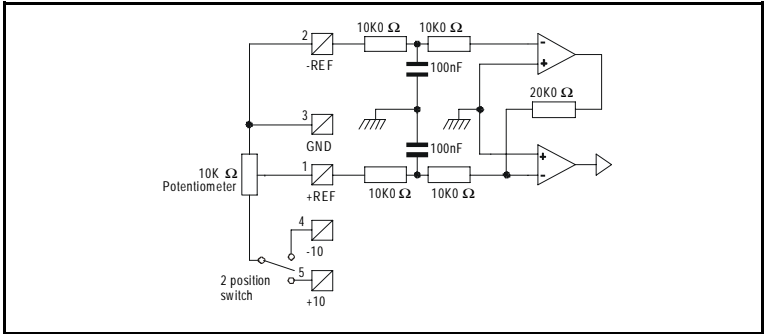 10K0 Ω 10K0 Ω
2
-REF
-
+
100nF
20K0 Ω
3
GND
100nF
10K Ω
Potentiometer
1
+REF
10K0 Ω 10K0 Ω
+
-
4
-10
2 position
switch
5
+10